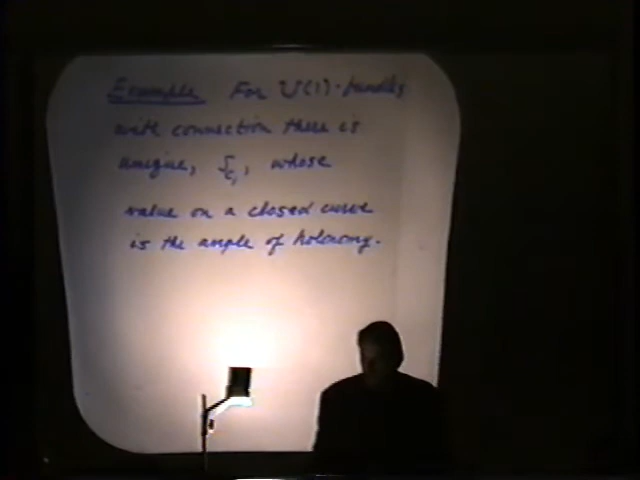 Example For U(1)-bundles
with connection there is
unique, ∫c₁, whose
value on a closed curve
is the angle of holonomy.